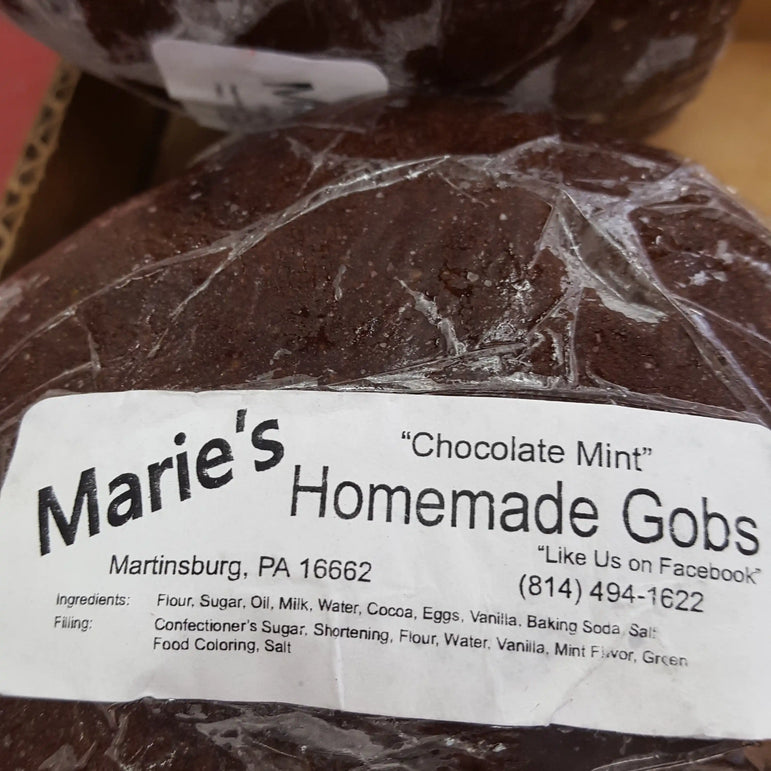 "Chocolate Mint"
Marie's Homemade Gobs
Martinsburg, PA 16662
"Like Us on Facebook"
(814) 494-1622
Ingredients: Flour, Sugar, Oil, Milk, Water, Cocoa, Eggs, Vanilla, Baking Soda, Salt
Filling: Confectioner's Sugar, Shortening, Flour, Water, Vanilla, Mint Flavor, Green
Food Coloring, Salt